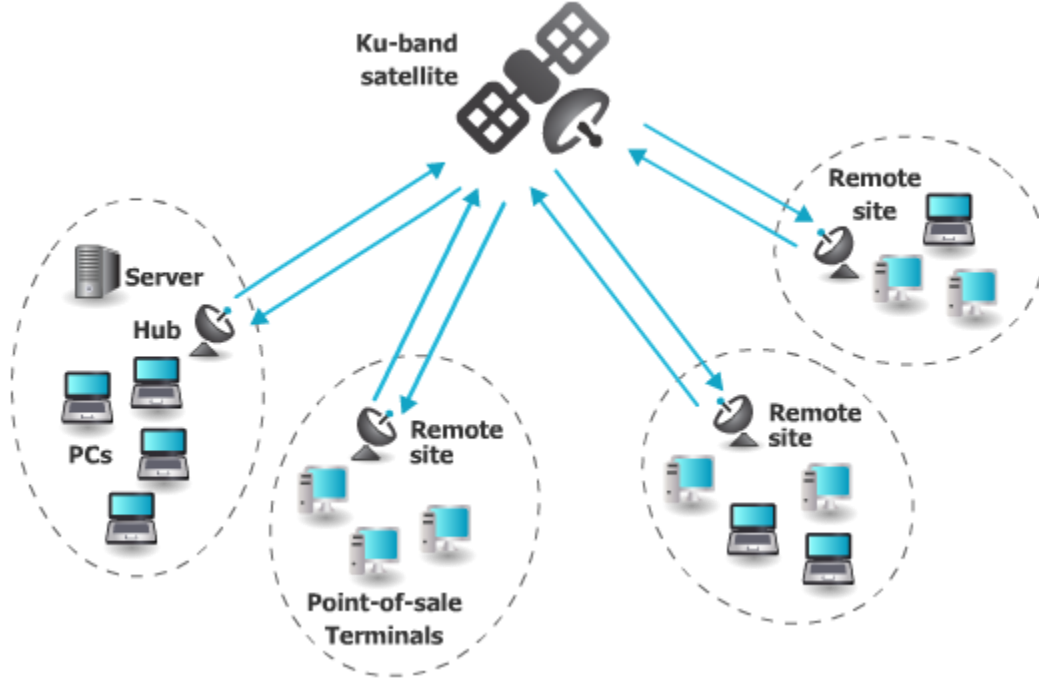 Ku-band
satellite
Remote
site
Server
Hub
PCs
Remote
site
Point-of-sale
Terminals
Remote
site